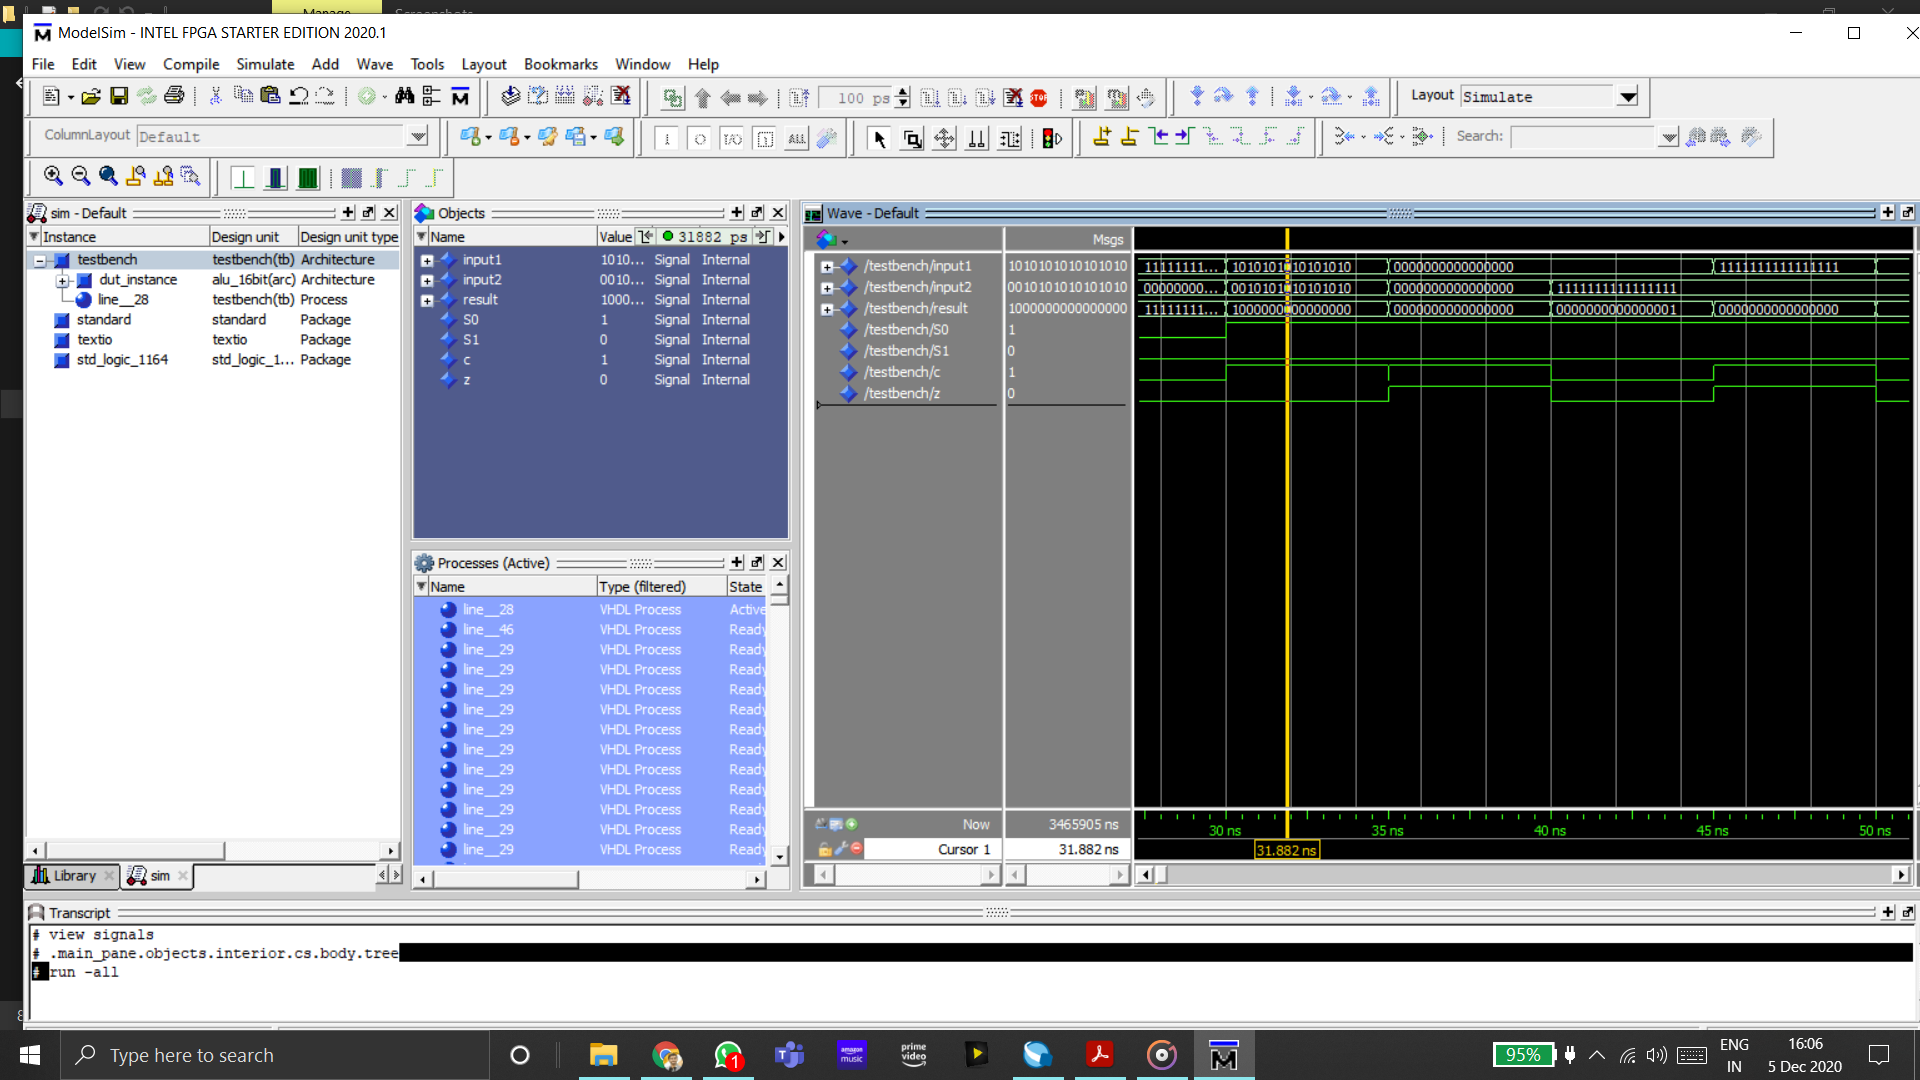 Manage
Screenshots
ModelSim - INTEL FPGA STARTER EDITION 2020.1
File Edit View Compile Simulate Add Wave Tools Layout Bookmarks Window Help
100 ps
STOP
Layout Simulate
ColumnLayout Default
I/O
ALL
Search:
sim - Default
Instance Design unit Design unit type
testbench testbench(tb) Architecture
dut_instance alu_16bit(arc) Architecture
line__28 testbench(tb) Process
standard standard Package
textio textio Package
std_logic_1164 std_logic_1... Package
Library sim
Objects
Name Value 31882 ps
input1 1010... Signal Internal
input2 0010... Signal Internal
result 1000... Signal Internal
S0 1 Signal Internal
S1 0 Signal Internal
c 1 Signal Internal
z 0 Signal Internal
Processes (Active)
Name Type (filtered) State
line__28 VHDL Process Active
line__46 VHDL Process Ready
line__29 VHDL Process Ready
line__29 VHDL Process Ready
line__29 VHDL Process Ready
line__29 VHDL Process Ready
line__29 VHDL Process Ready
line__29 VHDL Process Ready
line__29 VHDL Process Ready
line__29 VHDL Process Ready
line__29 VHDL Process Ready
line__29 VHDL Process Ready
line__29 VHDL Process Ready
Wave - Default
Msgs
/testbench/input1 1010101010101010 11111111... 1010101010101010 0000000000000000 1111111111111111
/testbench/input2 0010101010101010 00000000... 0010101010101010 0000000000000000 1111111111111111
/testbench/result 1000000000000000 11111111... 1000000000000000 0000000000000000 0000000000000001 0000000000000000
/testbench/S0 1
/testbench/S1 0
/testbench/c 1
/testbench/z 0
Now 3465905 ns 30 ns 35 ns 40 ns 45 ns 50 ns
Cursor 1 31.882 ns 31.882 ns
Transcript
# view signals
# .main_pane.objects.interior.cs.body.tree
# run -all
Type here to search
1
amazon music
prime video
95%
ENG
IN
16:06
5 Dec 2020